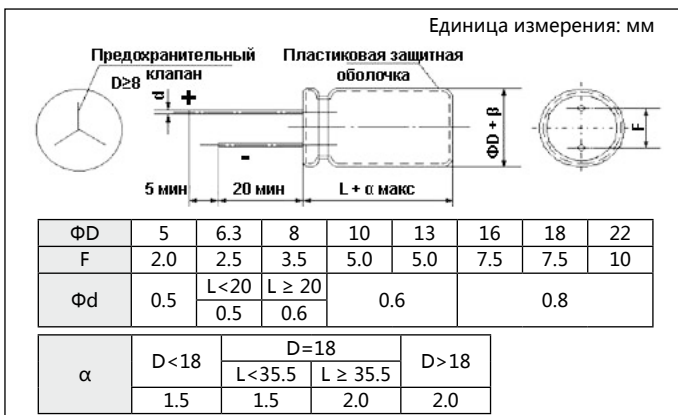 Единица измерения: мм
Предохранительный клапан
D≥8
Пластиковая защитная оболочка
d
+
-
ΦD + β
F
5 мин
20 мин
L + α макс
ΦD 5 6.3 8 10 13 16 18 22
F 2.0 2.5 3.5 5.0 5.0 7.5 7.5 10
Φd 0.5 L<20 L ≥ 20 0.6 0.8
0.5 0.6
α D<18 D=18 D>18
L<35.5 L ≥ 35.5
1.5 1.5 2.0 2.0